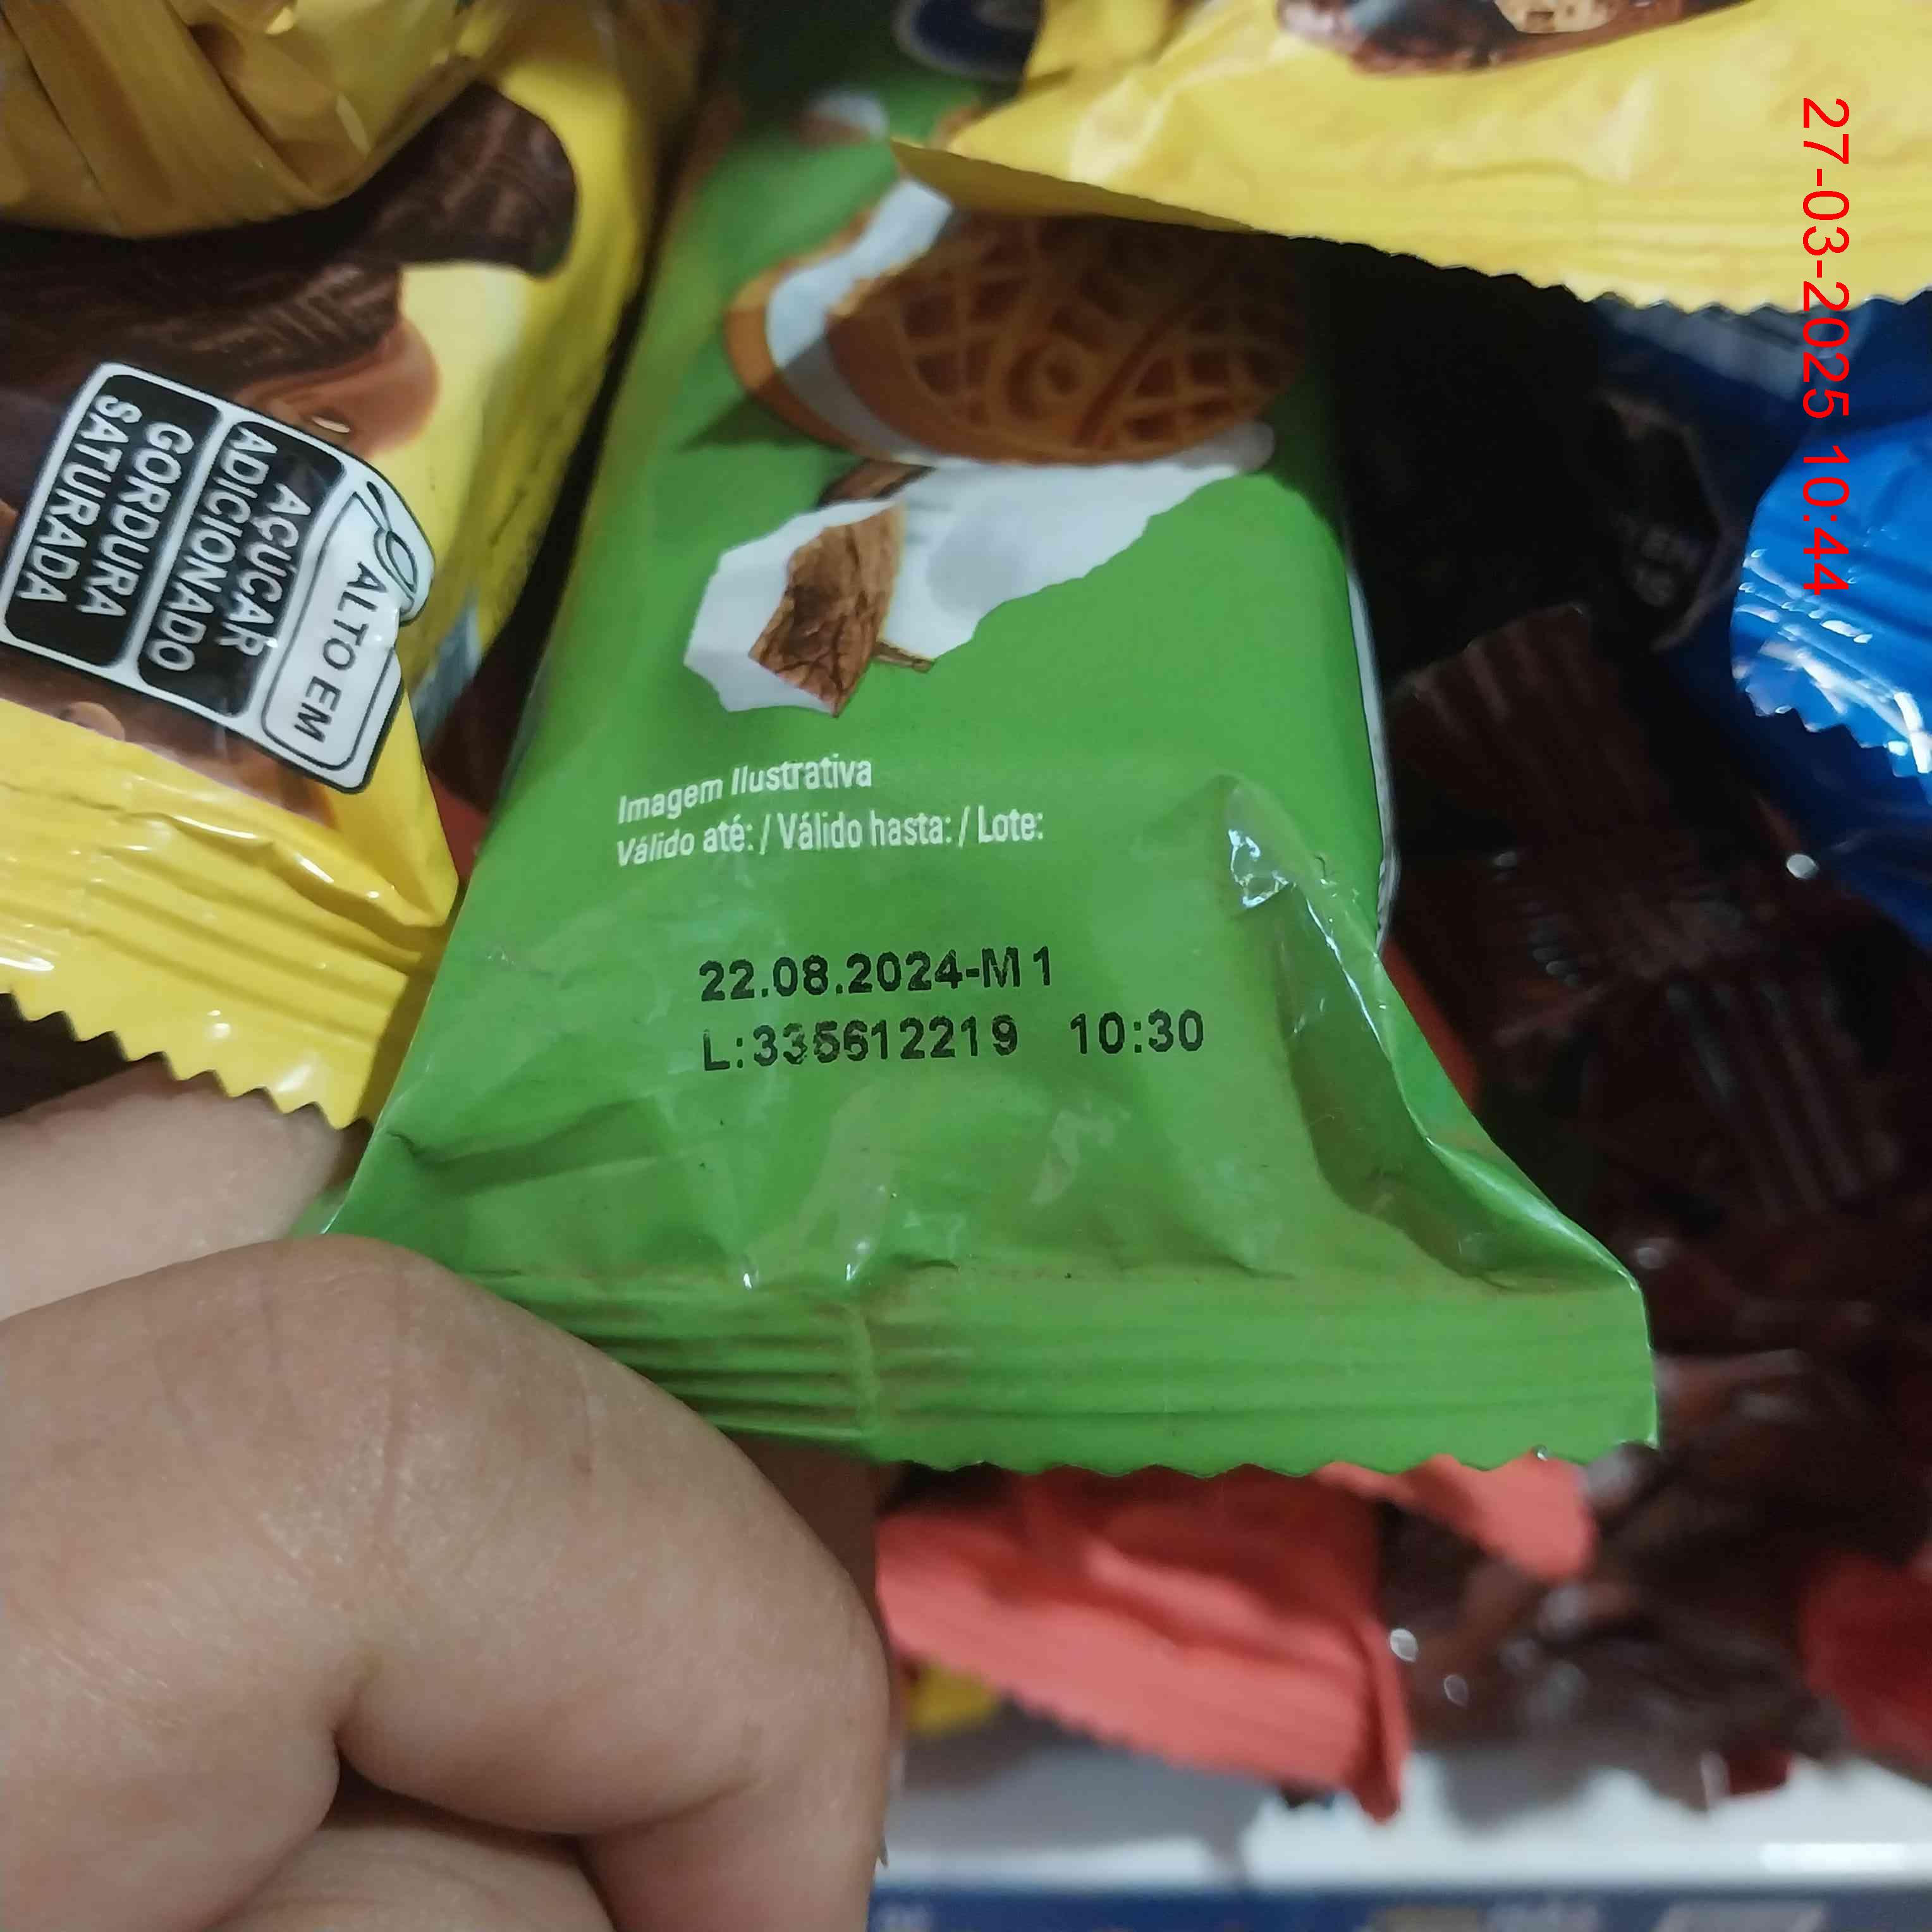 27-03-2025 10:44
ALTO EM
AÇÚCAR
ADICIONADO
GORDURA
SATURADA
Imagem Ilustrativa
Válido até: / Válido hasta: / Lote:
22.08.2024-M1
L:335612219 10:30